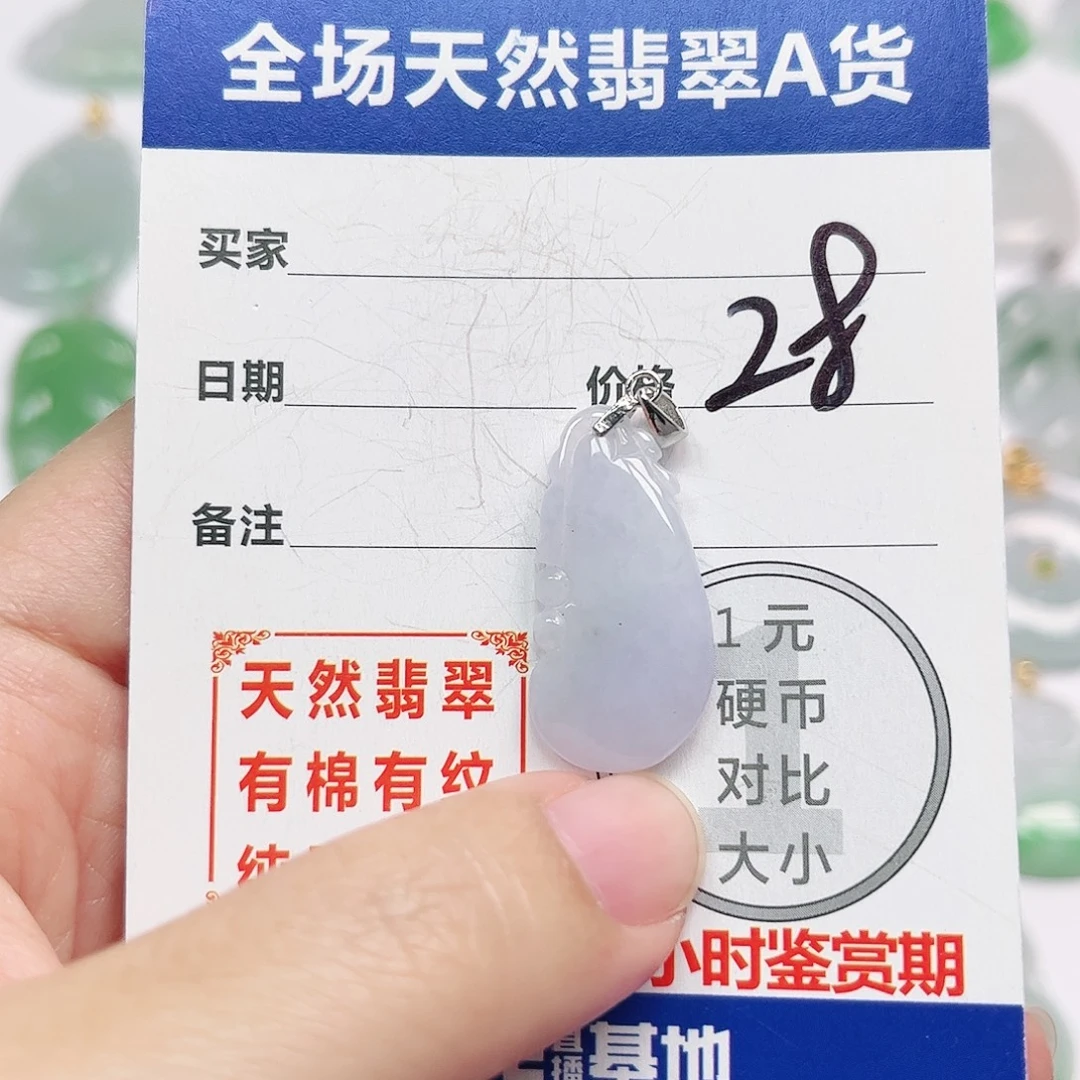 全场天然翡翠A货
买家
日期 价格 28
备注
天然翡翠
有棉有纹
1元
硬币
对比
大小
小时鉴赏期
直播基地